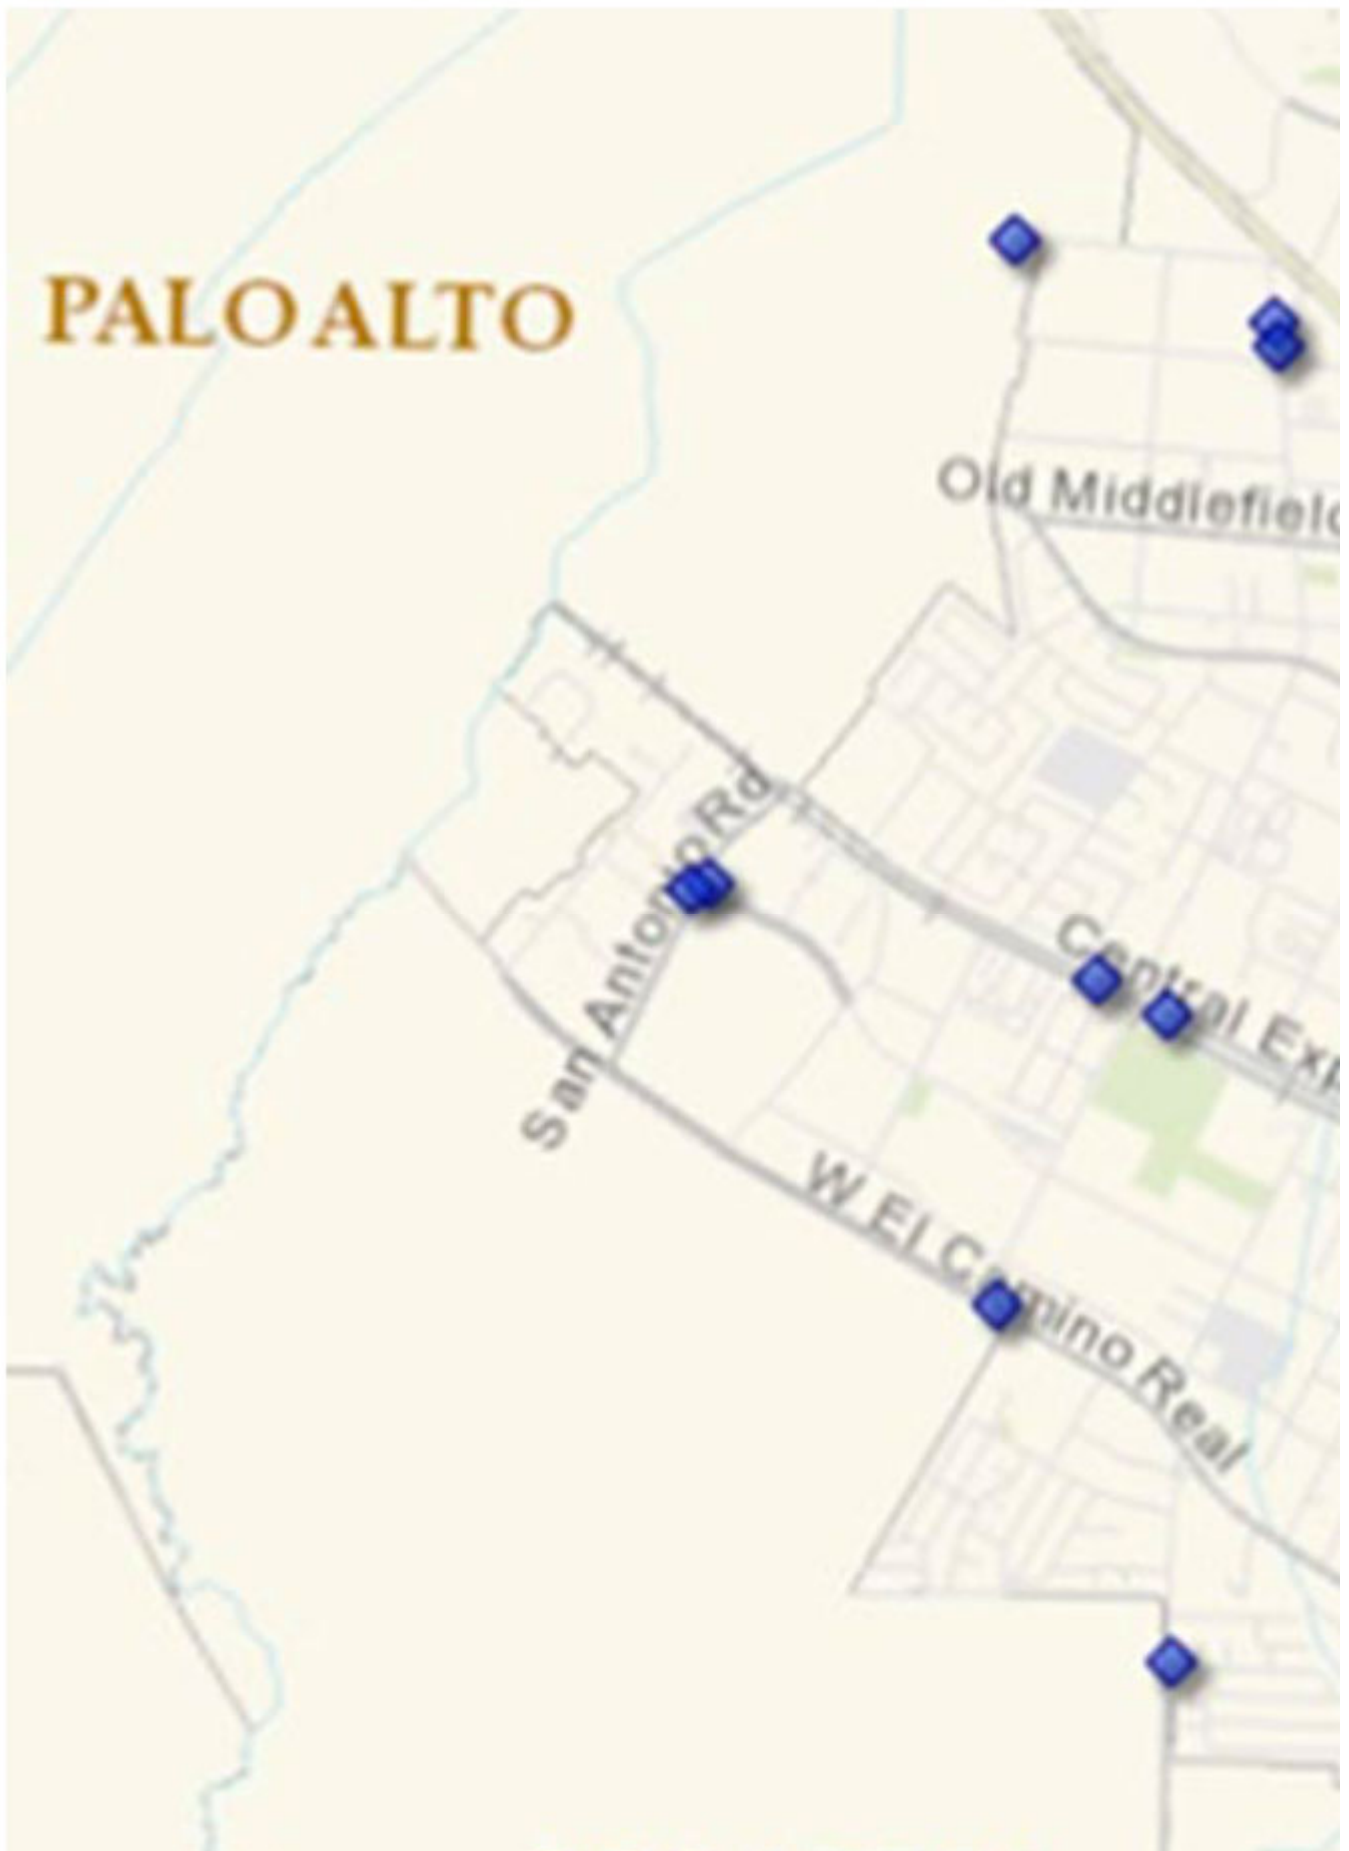 PALO ALTO
Old Middlefield
San Antonio Rd
Central Exp
W El Camino Real